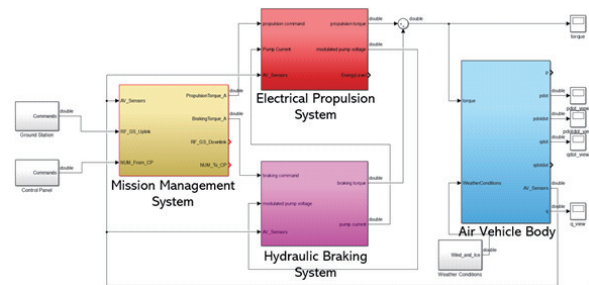 propulsion command
Pump Current
AV_Sensors
propulsion torque
modulated pump voltage
EnergyLevel
double
double
double
Electrical Propulsion
System
torque
Commands
double
Ground Station
Commands
double
Control Panel
AV_Sensors
RF_GS_Uplink
NUM_From_CP
PropulsionTorque_A
BrakingTorque_A
RF_GS_Downlink
NUM_To_CP
double
double
Mission Management
System
braking command
modulated pump voltage
AV_Sensors
braking torque
pump current
double
double
Hydraulic Braking
System
torque
WeatherConditions
p
pdot
pdotdot
qdot
qdotdot
AV_Sensors
q
double
double
double
double
double
pdot_view
pdotdot_view
qdot_view
q_view
Air Vehicle Body
Wind_and_Ice
double
Weather Conditions